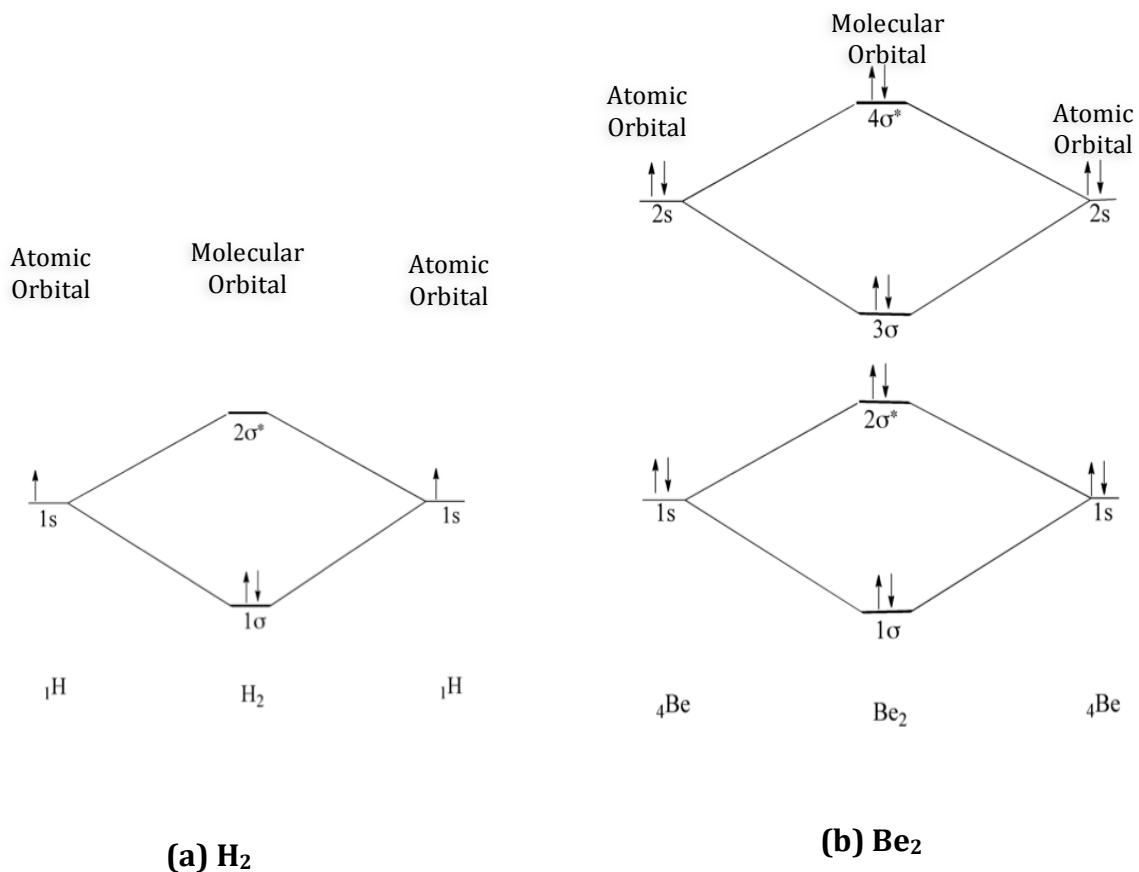 Atomic
Orbital
Molecular
Orbital
Atomic
Orbital
2σ*
1s
1s
1σ
₁H
H₂
₁H
(a) H₂
Molecular
Orbital
Atomic
Orbital
Atomic
Orbital
4σ*
2s
2s
3σ
2σ*
1s
1s
1σ
₄Be
Be₂
₄Be
(b) Be₂